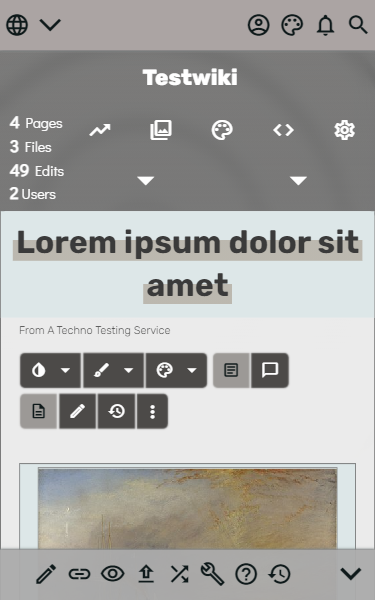 Testwiki
4 Pages
3 Files
49 Edits
2 Users
Lorem ipsum dolor sit
amet
From A Techno Testing Service